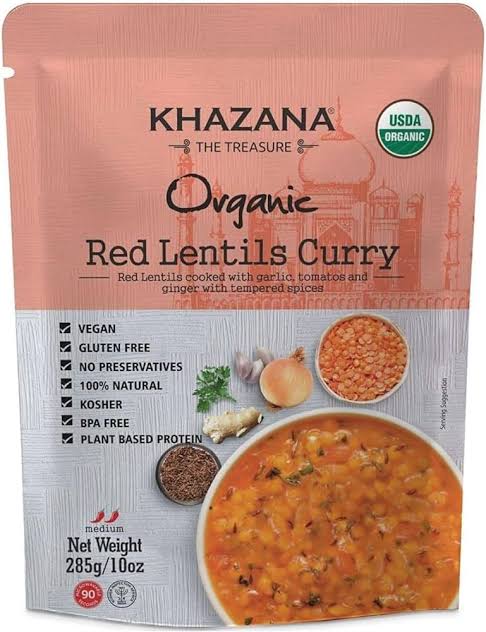 KHAZANA®
THE TREASURE
USDA
ORGANIC
Organic
Red Lentils Curry
Red Lentils cooked with garlic, tomatos and
ginger with tempered spices
VEGAN
GLUTEN FREE
NO PRESERVATIVES
100% NATURAL
KOSHER
BPA FREE
PLANT BASED PROTEIN
Serving Suggestion
medium
Net Weight
285g/10oz
90
SECONDS